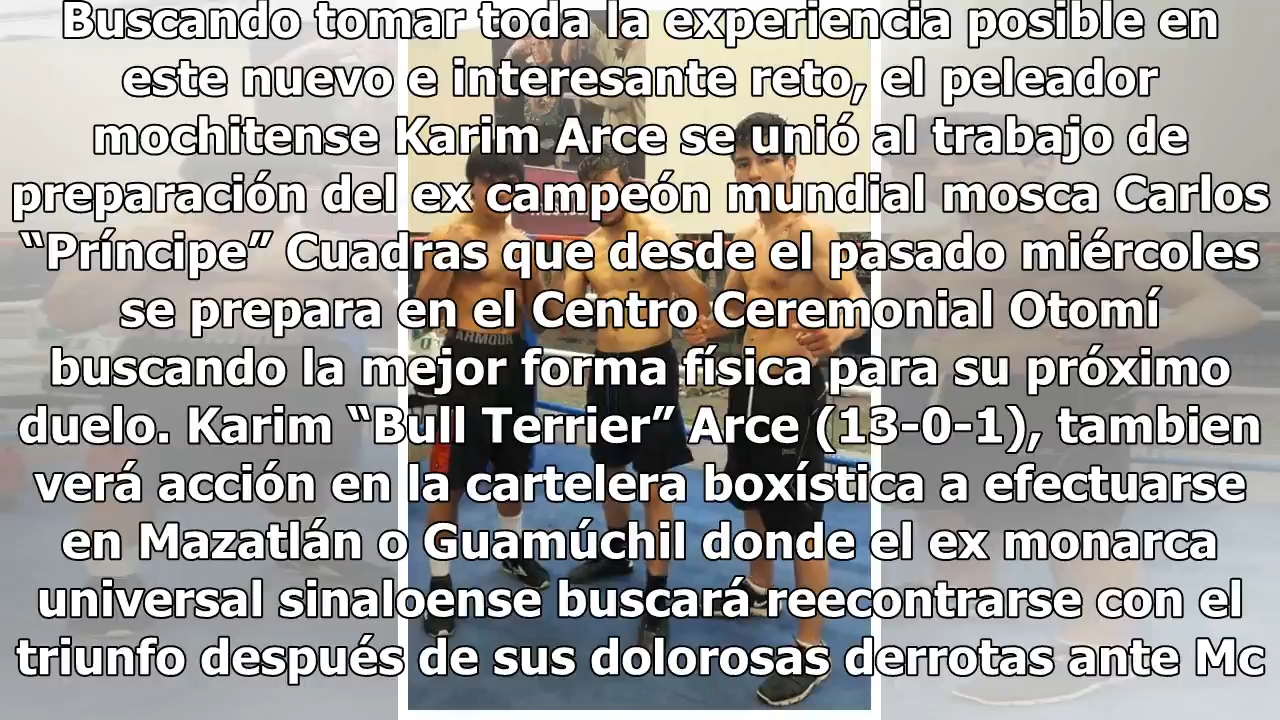 Buscando tomar toda la experiencia posible en
este nuevo e interesante reto, el peleador
mochitense Karim Arce se unió al trabajo de
preparación del ex campeón mundial mosca Carlos
“Príncipe” Cuadras que desde el pasado miércoles
se prepara en el Centro Ceremonial Otomí
buscando la mejor forma física para su próximo
duelo. Karim “Bull Terrier” Arce (13-0-1), tambien
verá acción en la cartelera boxística a efectuarse
en Mazatlán o Guamúchil donde el ex monarca
universal sinaloense buscará reecontrarse con el
triunfo después de sus dolorosas derrotas ante Mc
ARMOUR